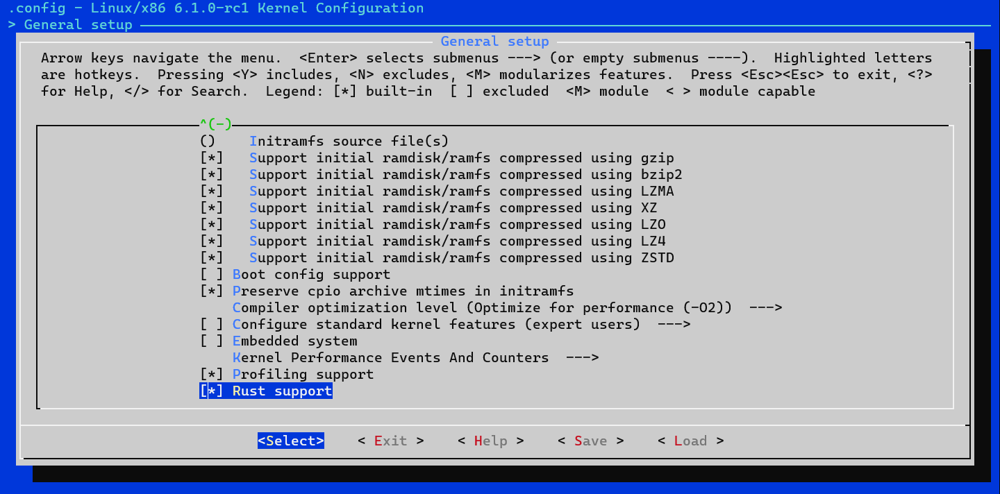 .config - Linux/x86 6.1.0-rc1 Kernel Configuration
> General setup
General setup
Arrow keys navigate the menu.  <Enter> selects submenus ---> (or empty submenus ----).  Highlighted letters
are hotkeys.  Pressing <Y> includes, <N> excludes, <M> modularizes features.  Press <Esc><Esc> to exit, <?>
for Help, </> for Search.  Legend: [*] built-in  [ ] excluded  <M> module  < > module capable
^(-)
()    Initramfs source file(s)
[*]   Support initial ramdisk/ramfs compressed using gzip
[*]   Support initial ramdisk/ramfs compressed using bzip2
[*]   Support initial ramdisk/ramfs compressed using LZMA
[*]   Support initial ramdisk/ramfs compressed using XZ
[*]   Support initial ramdisk/ramfs compressed using LZO
[*]   Support initial ramdisk/ramfs compressed using LZ4
[*]   Support initial ramdisk/ramfs compressed using ZSTD
[ ] Boot config support
[*] Preserve cpio archive mtimes in initramfs
    Compiler optimization level (Optimize for performance (-O2))  --->
[ ] Configure standard kernel features (expert users)  --->
[ ] Embedded system
    Kernel Performance Events And Counters  --->
[*] Profiling support
[*] Rust support
<Select>    < Exit >    < Help >    < Save >    < Load >